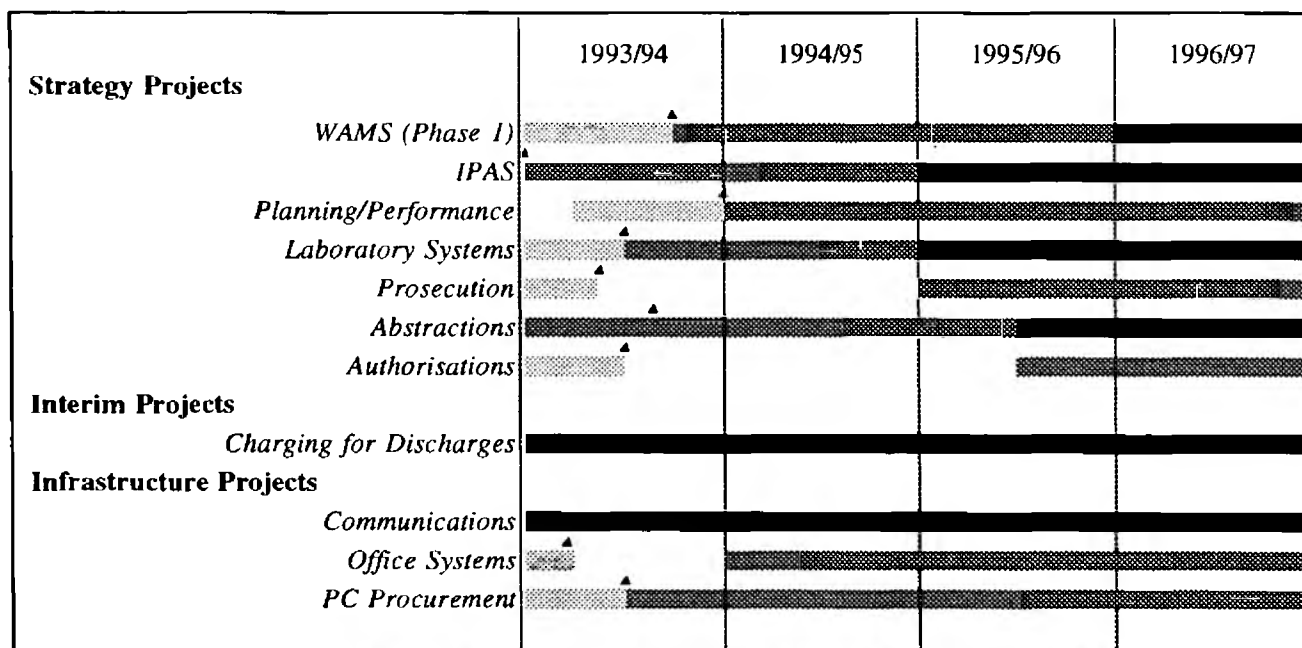 1993/94 1994/95 1995/96 1996/97
Strategy Projects
WAMS (Phase 1)
IPAS
Planning/Performance
Laboratory Systems
Prosecution
Abstractions
Authorisations
Interim Projects
Charging for Discharges
Infrastructure Projects
Communications
Office Systems
PC Procurement